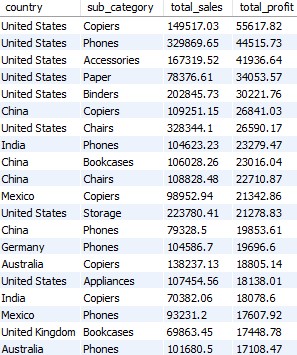 country sub_category total_sales total_profit
United States Copiers 149517.03 55617.82
United States Phones 329869.65 44515.73
United States Accessories 167319.52 41936.64
United States Paper 78376.61 34053.57
United States Binders 202845.73 30221.76
China Copiers 109251.15 26841.03
United States Chairs 328344.1 26590.17
India Phones 104623.23 23279.47
China Bookcases 106028.26 23016.04
China Chairs 108828.48 22710.87
Mexico Copiers 98952.94 21342.86
United States Storage 223780.41 21278.83
China Phones 79328.5 19853.61
Germany Phones 104586.7 19696.6
Australia Copiers 138237.13 18805.14
United States Appliances 107454.56 18138.01
India Copiers 70382.06 18078.6
Mexico Phones 93231.2 17607.92
United Kingdom Bookcases 69863.45 17448.78
Australia Phones 101680.5 17108.47